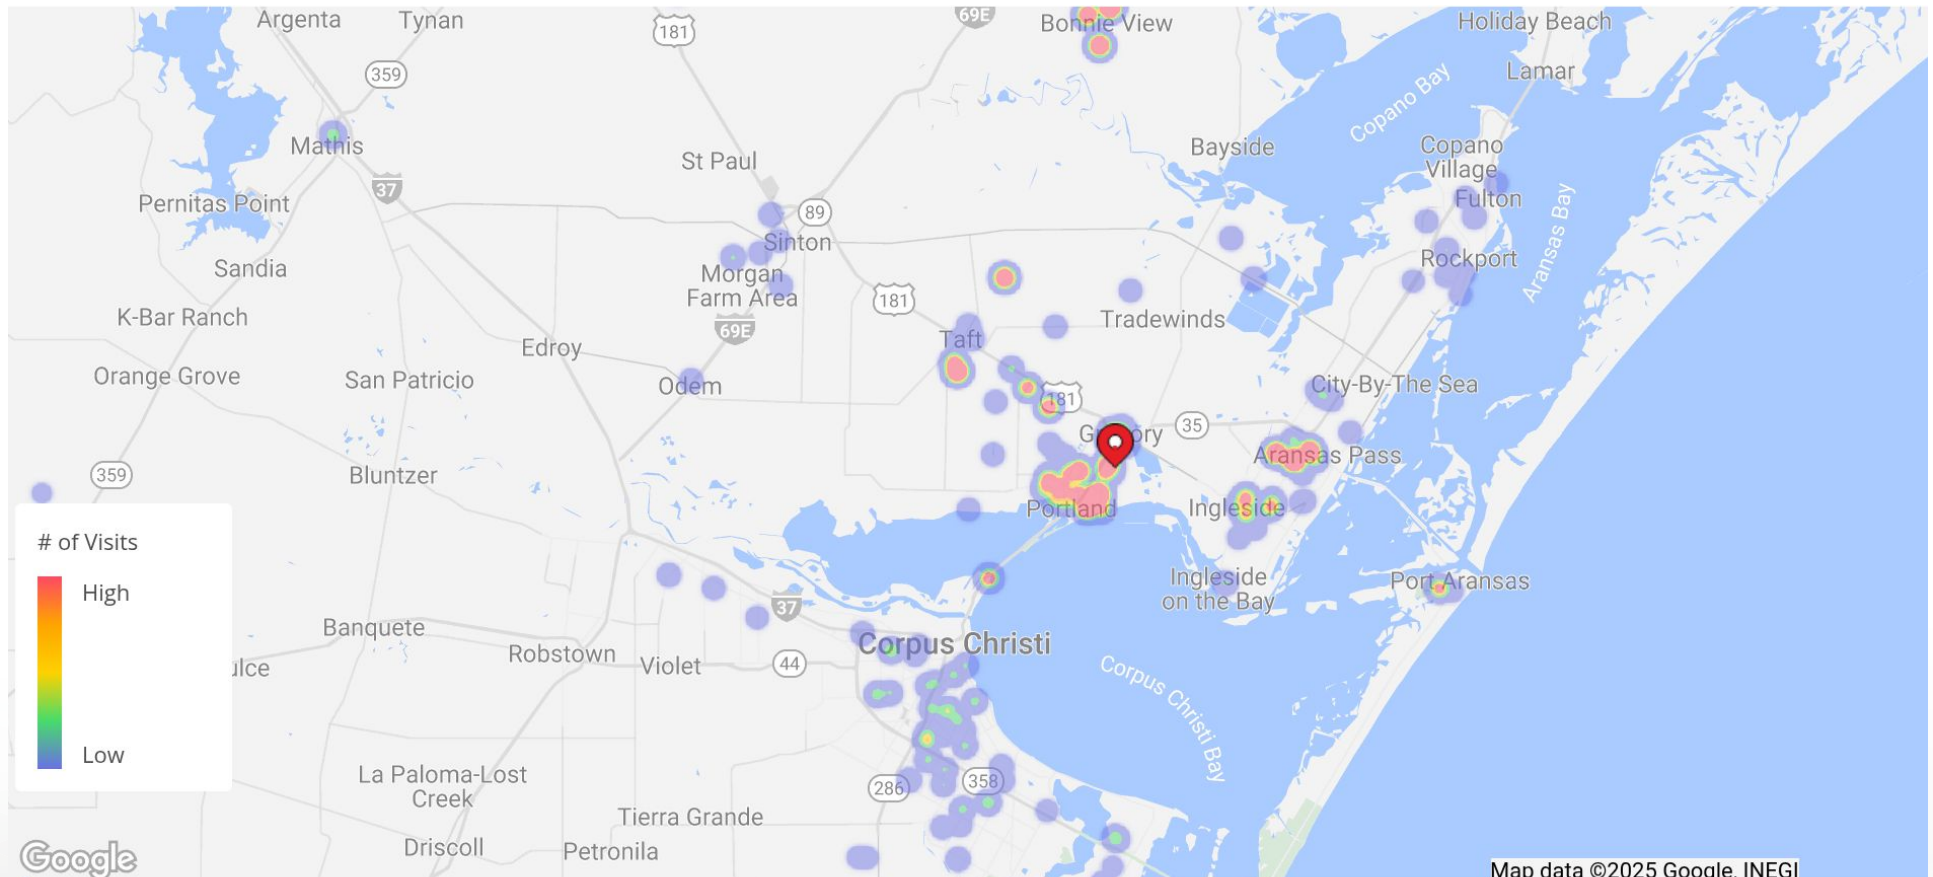 Argenta
Tynan
181
69E
Bonnie View
Holiday Beach
359
Lamar
Copano Bay
Mathis
St Paul
Bayside
Copano
Village
37
Pernitas Point
89
Fulton
Aransas Bay
Sinton
Sandia
Morgan
Farm Area
Rockport
181
K-Bar Ranch
69E
Tradewinds
Edroy
Taft
Orange Grove
San Patricio
Odem
City-By-The Sea
181
35
Aransas Pass
359
Bluntzer
Portland
Ingleside
# of Visits
High
Low
Ingleside
on the Bay
Port Aransas
37
Banquete
Corpus Christi
Robstown
Violet
44
ulce
Corpus Christi Bay
La Paloma-Lost
Creek
286
358
Tierra Grande
Driscoll
Petronila
Google
Map data ©2025 Google, INEGI